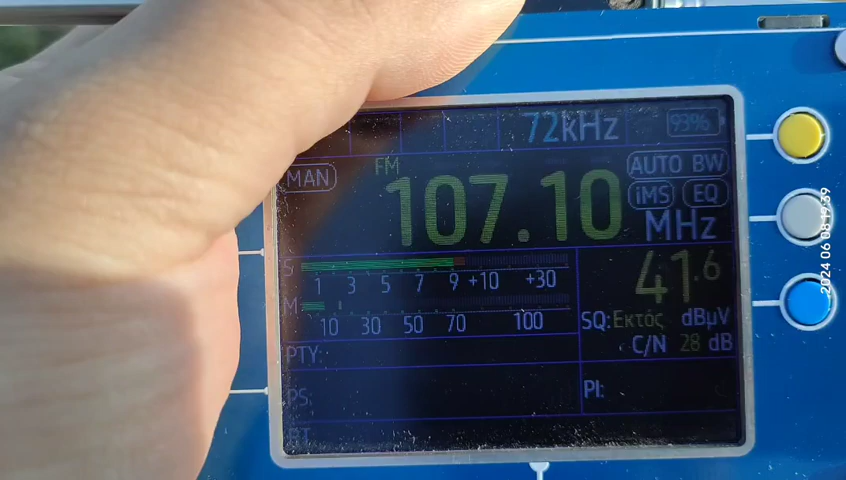 72kHz 93%
MAN FM AUTO BW
107.10 iMS EQ
MHz
S
1 3 5 7 9 +10 +30
41.6
M
10 30 50 70 100
SQ:Εκτός dBµV
C/N 28 dB
PTY:
PS:
PI:
RT
2024 06 08 19:39